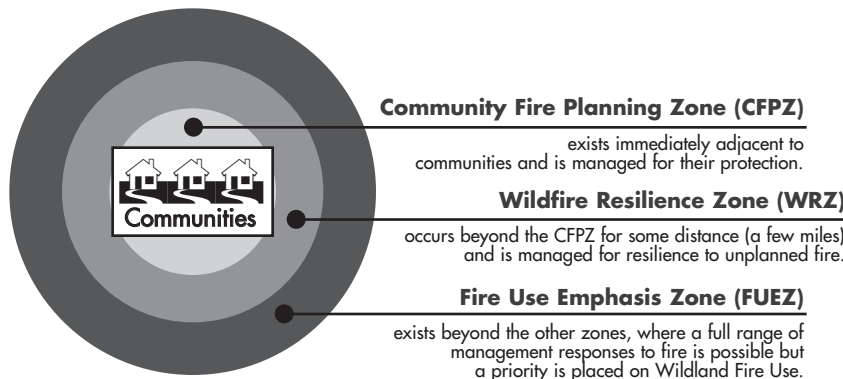 Community Fire Planning Zone (CFPZ)
exists immediately adjacent to
communities and is managed for their protection.
Communities
Wildfire Resilience Zone (WRZ)
occurs beyond the CFPZ for some distance (a few miles)
and is managed for resilience to unplanned fire.
Fire Use Emphasis Zone (FUEZ)
exists beyond the other zones, where a full range of
management responses to fire is possible but
a priority is placed on Wildland Fire Use.